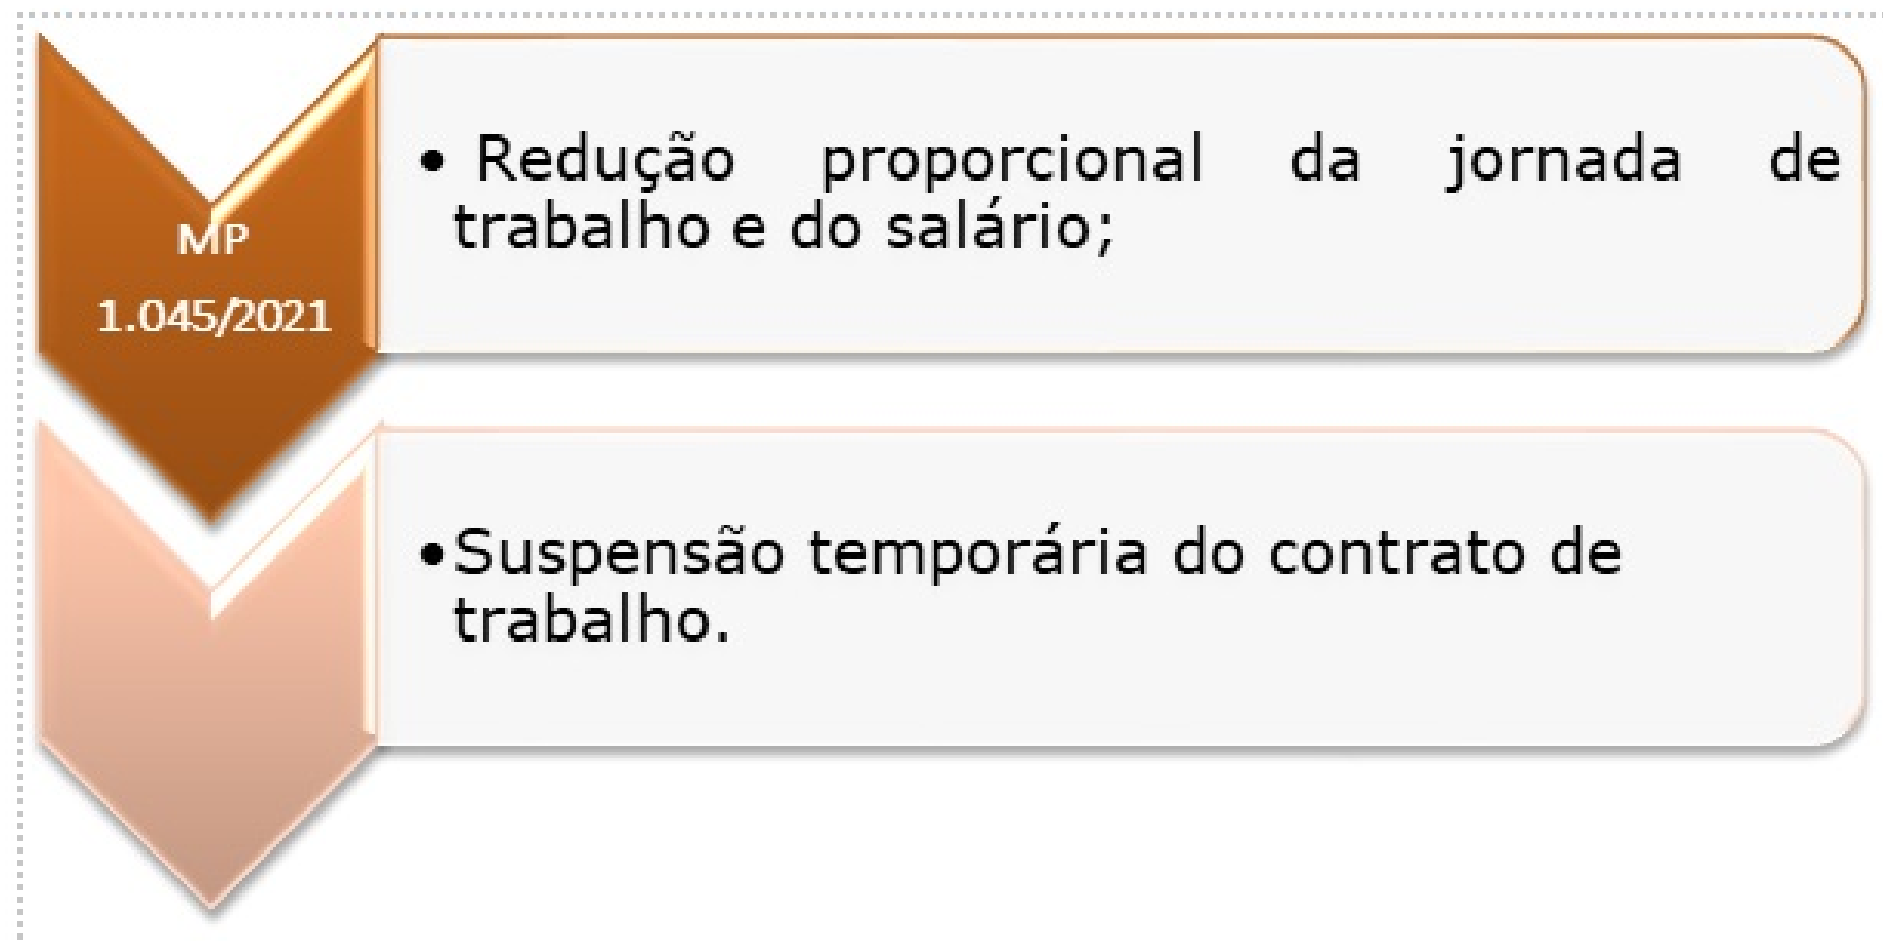 MP
1.045/2021
• Redução proporcional da jornada de
trabalho e do salário;
•Suspensão temporária do contrato de
trabalho.